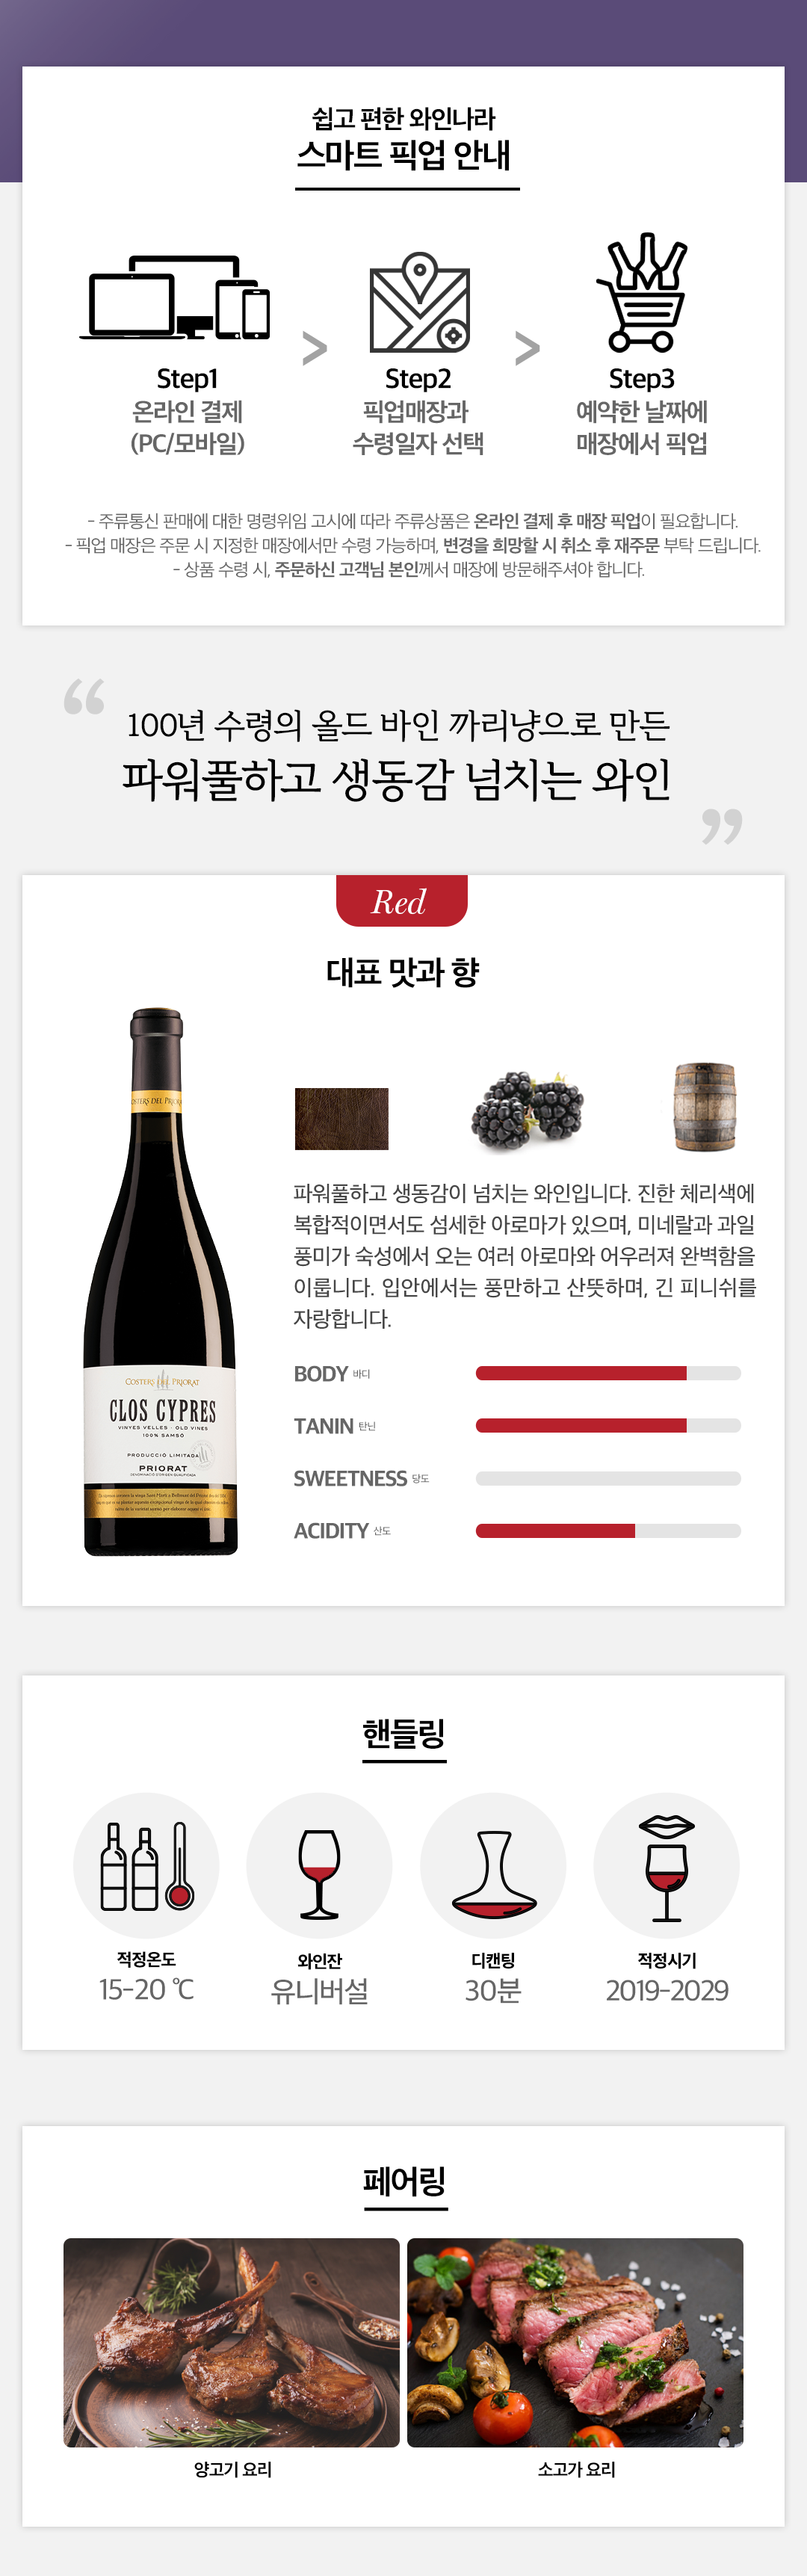 쉽고 편한 와인나라
스마트 픽업 안내
Step1
온라인 결제
(PC/모바일)
>
Step2
픽업매장과
수령일자 선택
>
Step3
예약한 날짜에
매장에서 픽업
- 주류통신 판매에 대한 명령위임 고시에 따라 주류상품은 온라인 결제 후 매장 픽업이 필요합니다.
- 픽업 매장은 주문 시 지정한 매장에서만 수령 가능하며, 변경을 희망할 시 취소 후 재주문 부탁 드립니다.
- 상품 수령 시, 주문하신 고객님 본인께서 매장에 방문해주셔야 합니다.
“
100년 수령의 올드 바인 까리냥으로 만든
파워풀하고 생동감 넘치는 와인
”
Red
대표 맛과 향
COSTERS DEL PRIORAT
CLOS CYPRES
VINYES VELLES · OLD VINES
100% SAMSÓ
PRODUCCIÓ LIMITADA
PRIORAT
DENOMINACIÓ D'ORIGEN QUALIFICADA
파워풀하고 생동감이 넘치는 와인입니다. 진한 체리색에
복합적이면서도 섬세한 아로마가 있으며, 미네랄과 과일
풍미가 숙성에서 오는 여러 아로마와 어우러져 완벽함을
이룹니다. 입안에서는 풍만하고 산뜻하며, 긴 피니쉬를
자랑합니다.
BODY 바디
TANIN 탄닌
SWEETNESS 당도
ACIDITY 산도
핸들링
적정온도
15-20 ℃
와인잔
유니버설
디캔팅
30분
적정시기
2019-2029
페어링
양고기 요리
소고가 요리